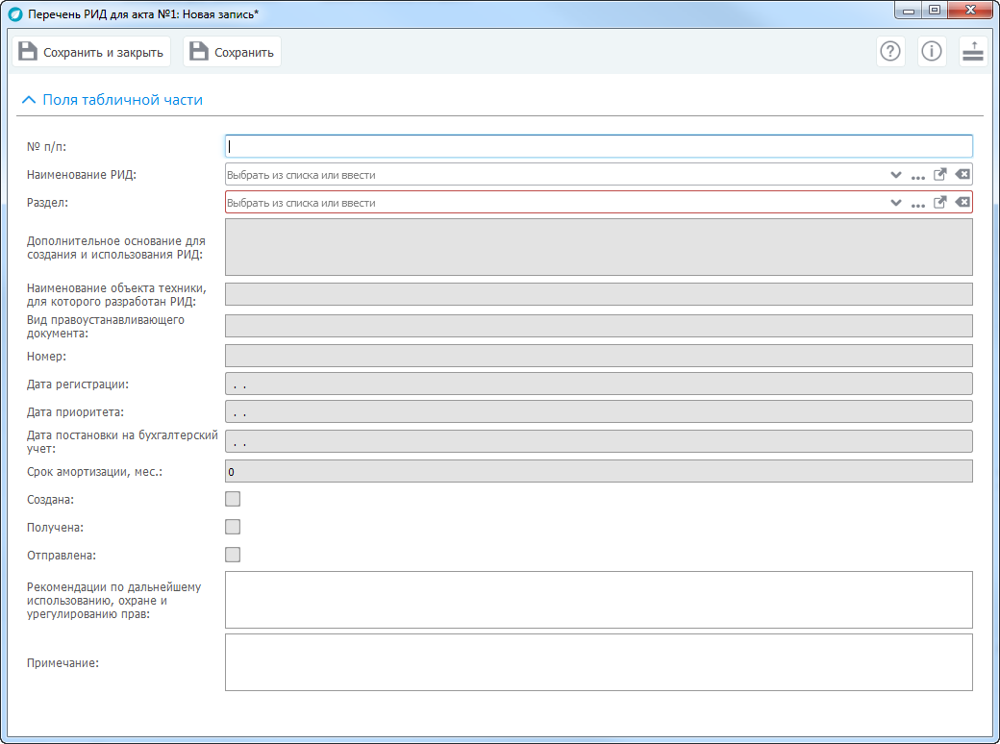 Перечень РИД для акта №1: Новая запись*
Сохранить и закрыть
Сохранить
Поля табличной части
№ п/п:
Наименование РИД:
Выбрать из списка или ввести
Раздел:
Выбрать из списка или ввести
Дополнительное основание для
создания и использования РИД:
Наименование объекта техники,
для которого разработан РИД:
Вид правоустанавливающего
документа:
Номер:
Дата регистрации:
. .
Дата приоритета:
. .
Дата постановки на бухгалтерский
учет:
. .
Срок амортизации, мес.:
0
Создана:
Получена:
Отправлена:
Рекомендации по дальнейшему
использованию, охране и
урегулированию прав:
Примечание: